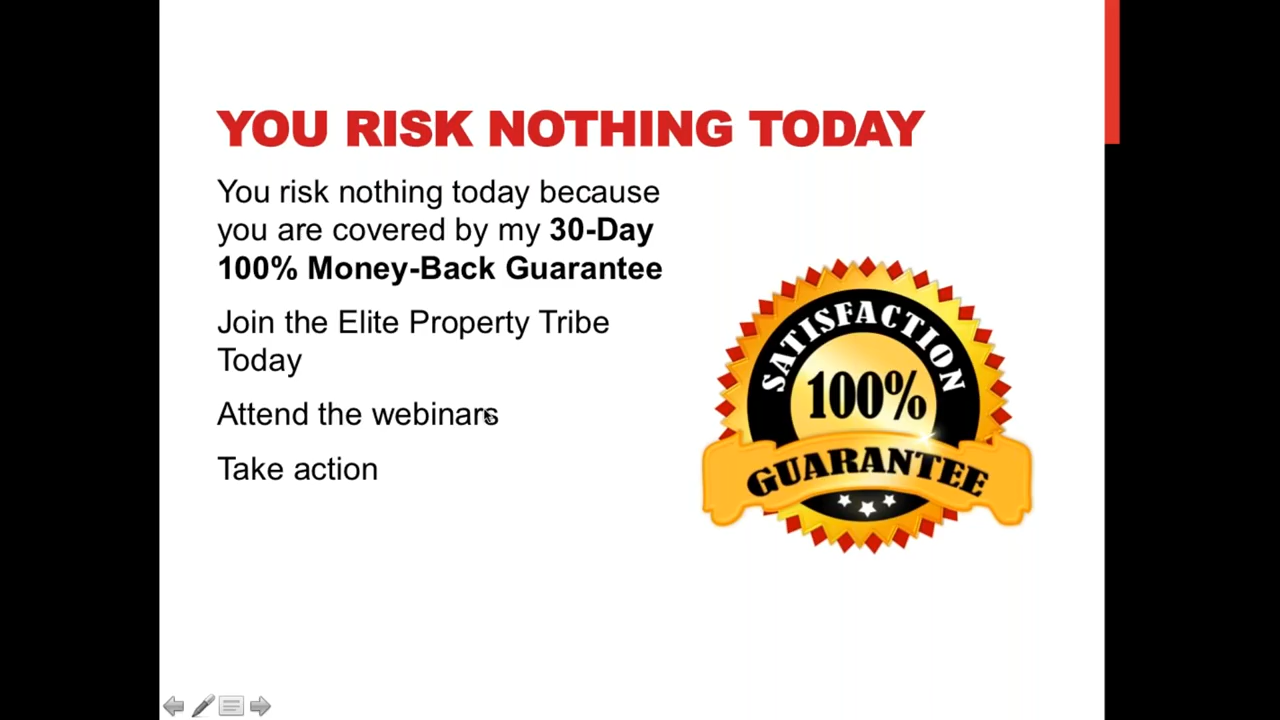 YOU RISK NOTHING TODAY
You risk nothing today because
you are covered by my 30-Day
100% Money-Back Guarantee
Join the Elite Property Tribe
Today
Attend the webinars
Take action
SATISFACTION
100%
GUARANTEE